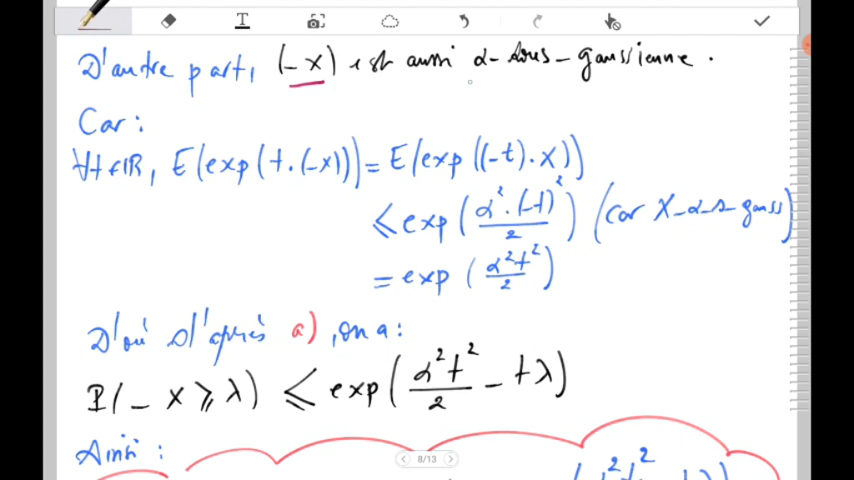 D'autre part, (-X) est aussi α-sous-gaussienne.
Car:
∀t∈ℝ, E(exp(t.(-X))) = E(exp((-t).X))
≤ exp(α².(-t)²/2) (car X-α-s-gauss)
= exp(α²t²/2)
D'où d'après a), on a:
P(-X ≥ λ) ≤ exp(α²t²/2 - tλ)
Ainsi:
8/13